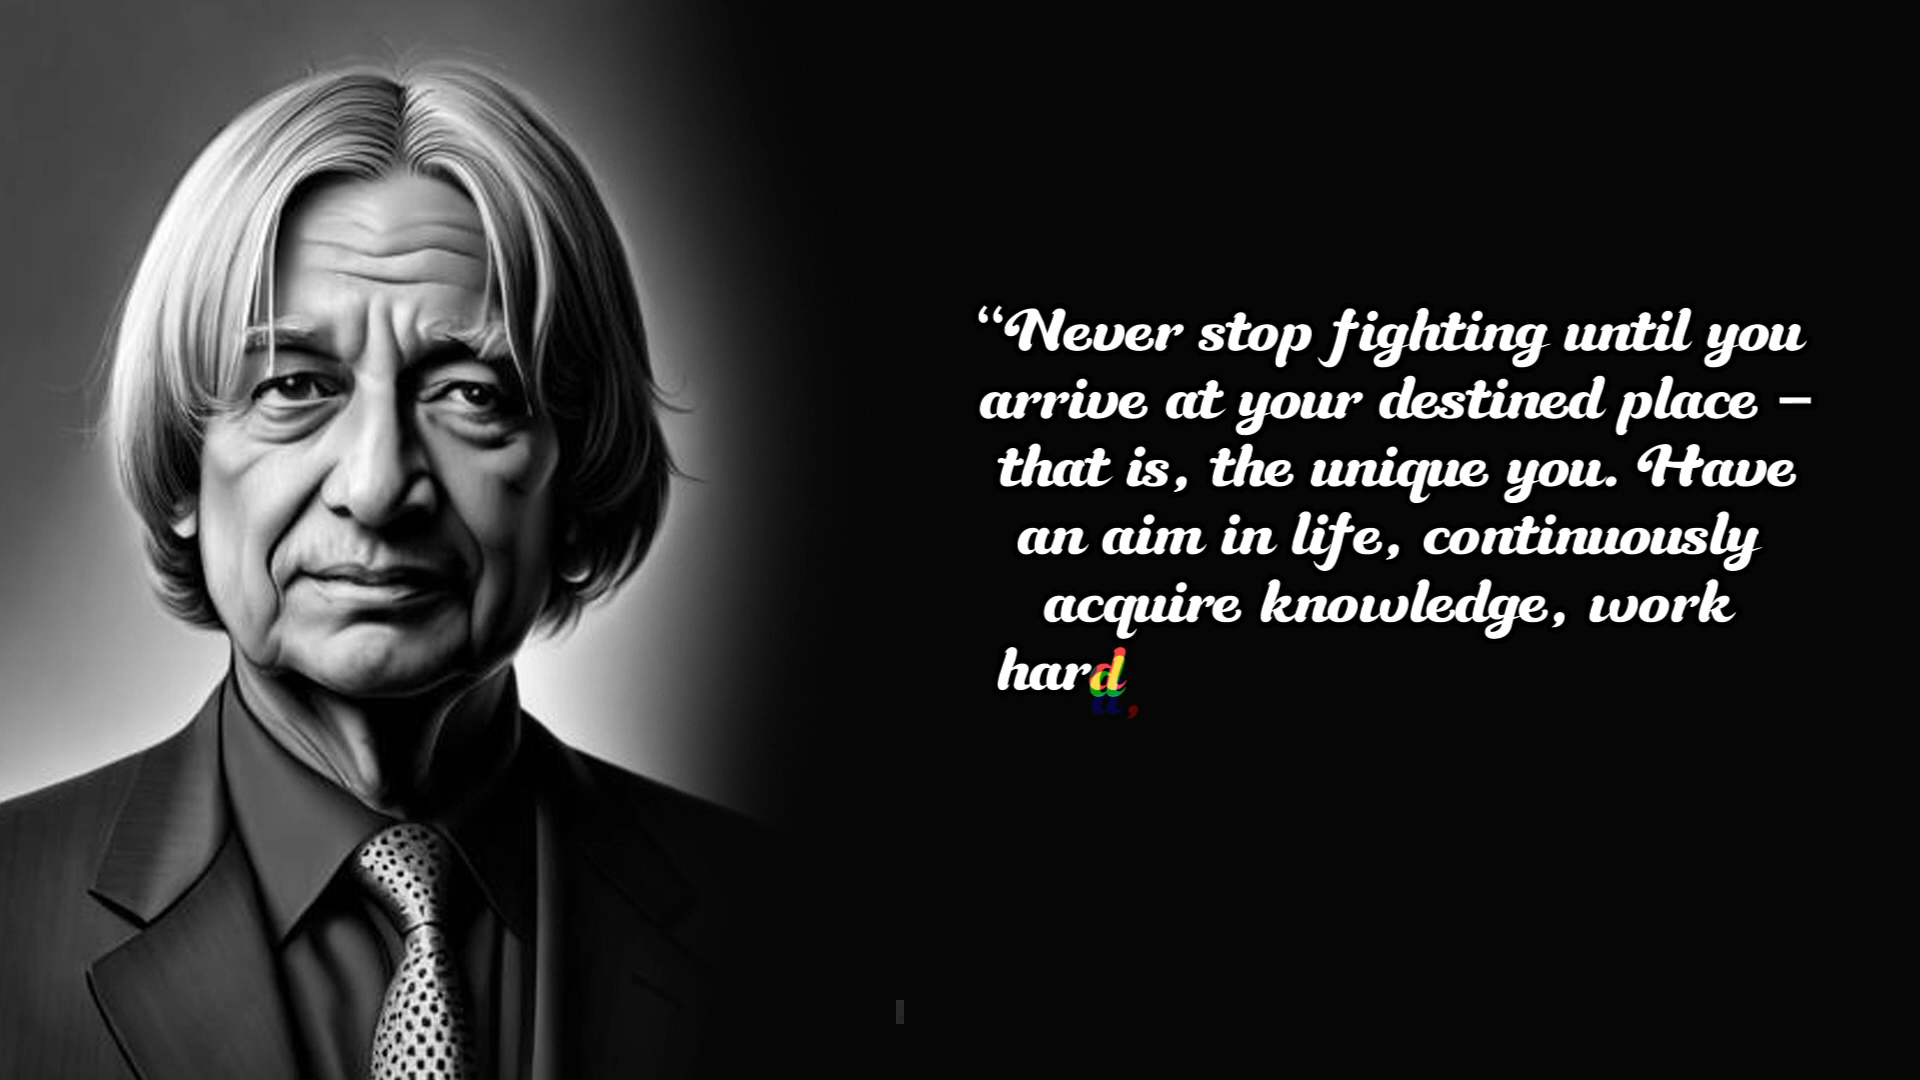 “Never stop fighting until you
arrive at your destined place –
that is, the unique you. Have
an aim in life, continuously
acquire knowledge, work
hard,